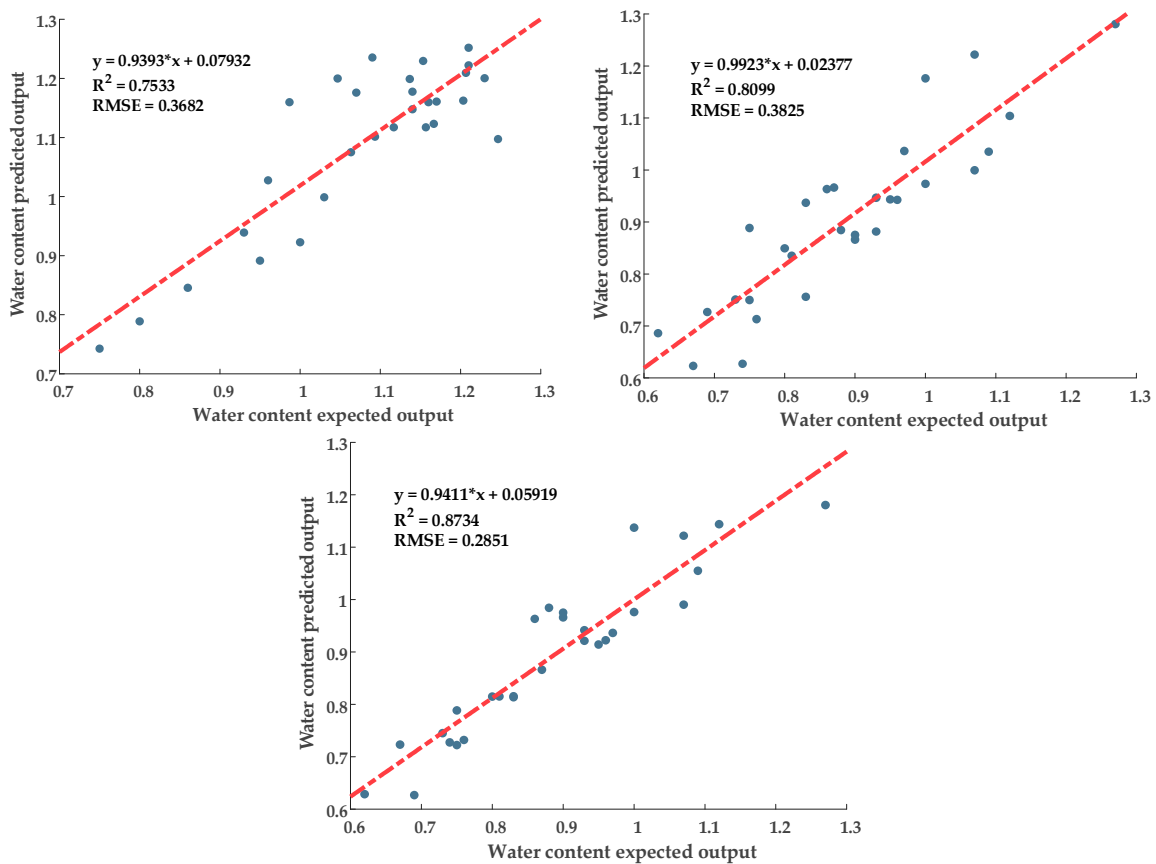 1.3
1.2
1.1
1
0.9
0.8
0.7
Water content predicted output
y = 0.9393*x + 0.07932
R² = 0.7533
RMSE = 0.3682
0.7 0.8 0.9 1 1.1 1.2 1.3
Water content expected output
1.3
1.2
1.1
1
0.9
0.8
0.7
0.6
Water content predicted output
y = 0.9923*x + 0.02377
R² = 0.8099
RMSE = 0.3825
0.6 0.7 0.8 0.9 1 1.1 1.2 1.3
Water content expected output
1.3
1.2
1.1
1
0.9
0.8
0.7
0.6
Water content predicted output
y = 0.9411*x + 0.05919
R² = 0.8734
RMSE = 0.2851
0.6 0.7 0.8 0.9 1 1.1 1.2 1.3
Water content expected output